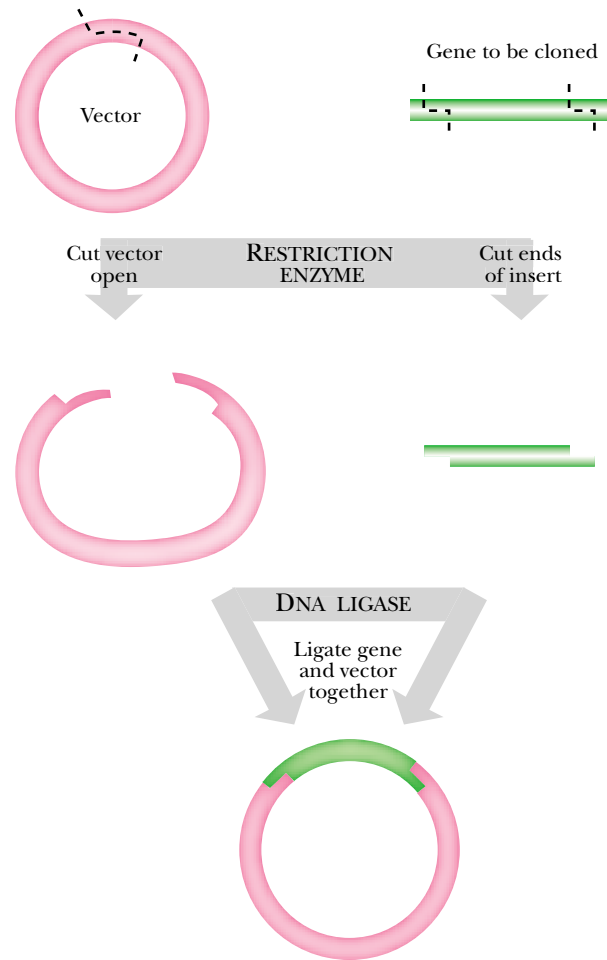 Gene to be cloned
Vector
Cut vector
open
RESTRICTION
ENZYME
Cut ends
of insert
DNA LIGASE
Ligate gene
and vector
together